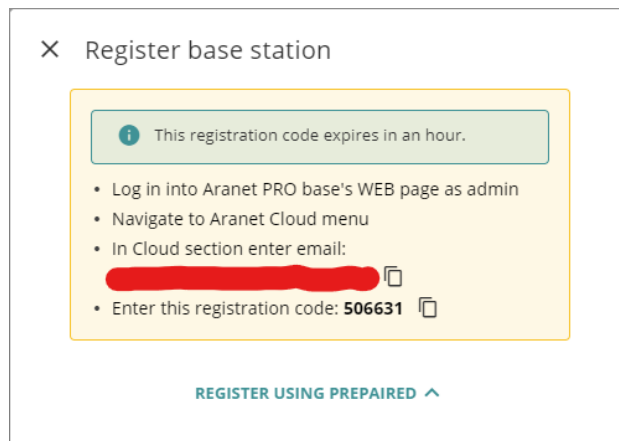 Register base station
This registration code expires in an hour.
• Log in into Aranet PRO base's WEB page as admin
• Navigate to Aranet Cloud menu
• In Cloud section enter email:
• Enter this registration code: 506631
REGISTER USING PREPAIRED